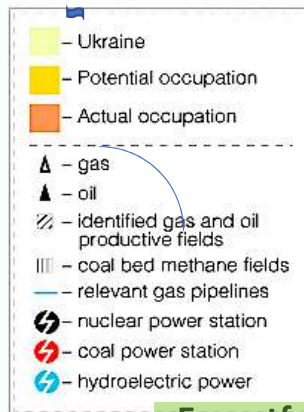 – Ukraine
– Potential occupation
– Actual occupation
– gas
– oil
– identified gas and oil
productive fields
– coal bed methane fields
– relevant gas pipelines
– nuclear power station
– coal power station
– hydroelectric power